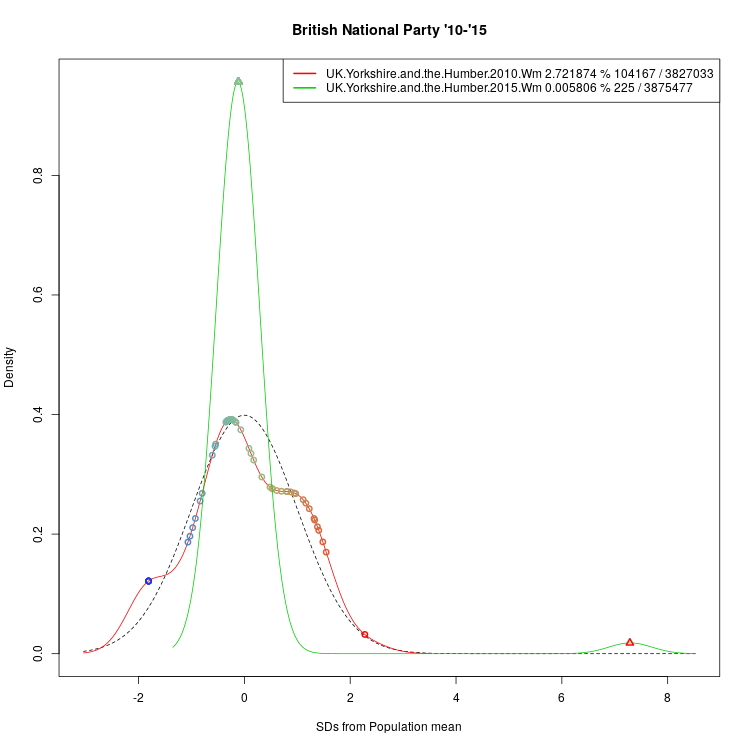 British National Party '10-'15
UK.Yorkshire.and.the.Humber.2010.Wm 2.721874 % 104167 / 3827033
UK.Yorkshire.and.the.Humber.2015.Wm 0.005806 % 225 / 3875477
Density
0.8
0.6
0.4
0.2
0.0
-2 0 2 4 6 8
SDs from Population mean